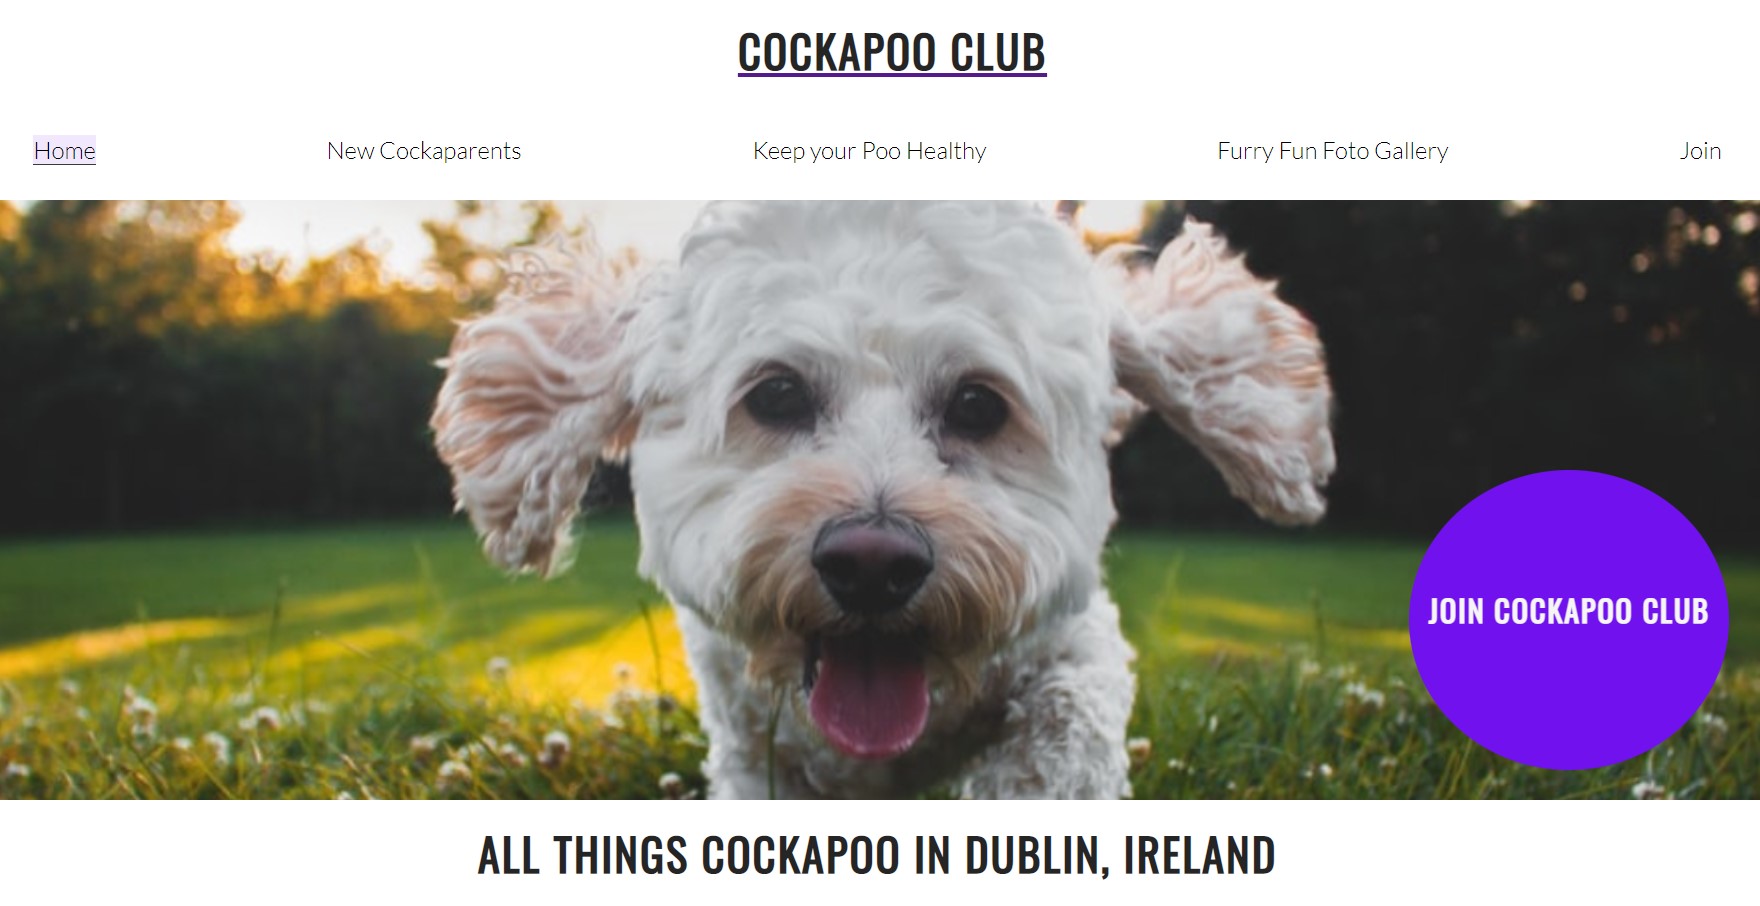 COCKAPOO CLUB
Home New Cockaparents Keep your Poo Healthy Furry Fun Foto Gallery Join
JOIN COCKAPOO CLUB
ALL THINGS COCKAPOO IN DUBLIN, IRELAND